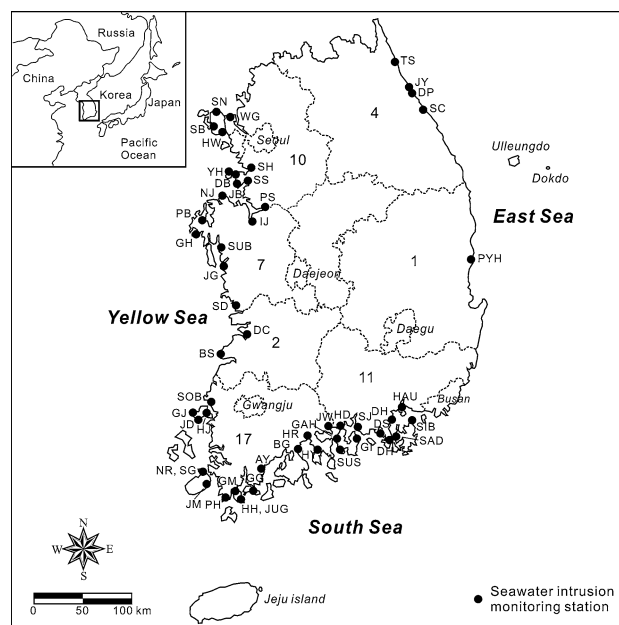 Russia
China
Korea
Japan
Pacific
Ocean
TS
JY
DP
SC
4
SN
WG
SB
HW
Seoul
Ulleungdo
Dokdo
10
YH
SH
DB
SS
NJ
JB
PS
PB
IJ
GH
East Sea
SUB
7
1
PYH
JG
Daejeon
SD
Yellow Sea
DC
2
Daegu
BS
11
SOB
HAU
Busan
Gwangju
GJ
JD
HJ
JW
HD
SJ
DH
DS
SIB
GAH
HR
17
BG
HY
GI
DH
SAD
SUS
NR, SG
AY
GM
GG
JM
PH
HH, JUG
South Sea
N
W
E
S
0
50
100 km
Jeju island
Seawater intrusion
monitoring station